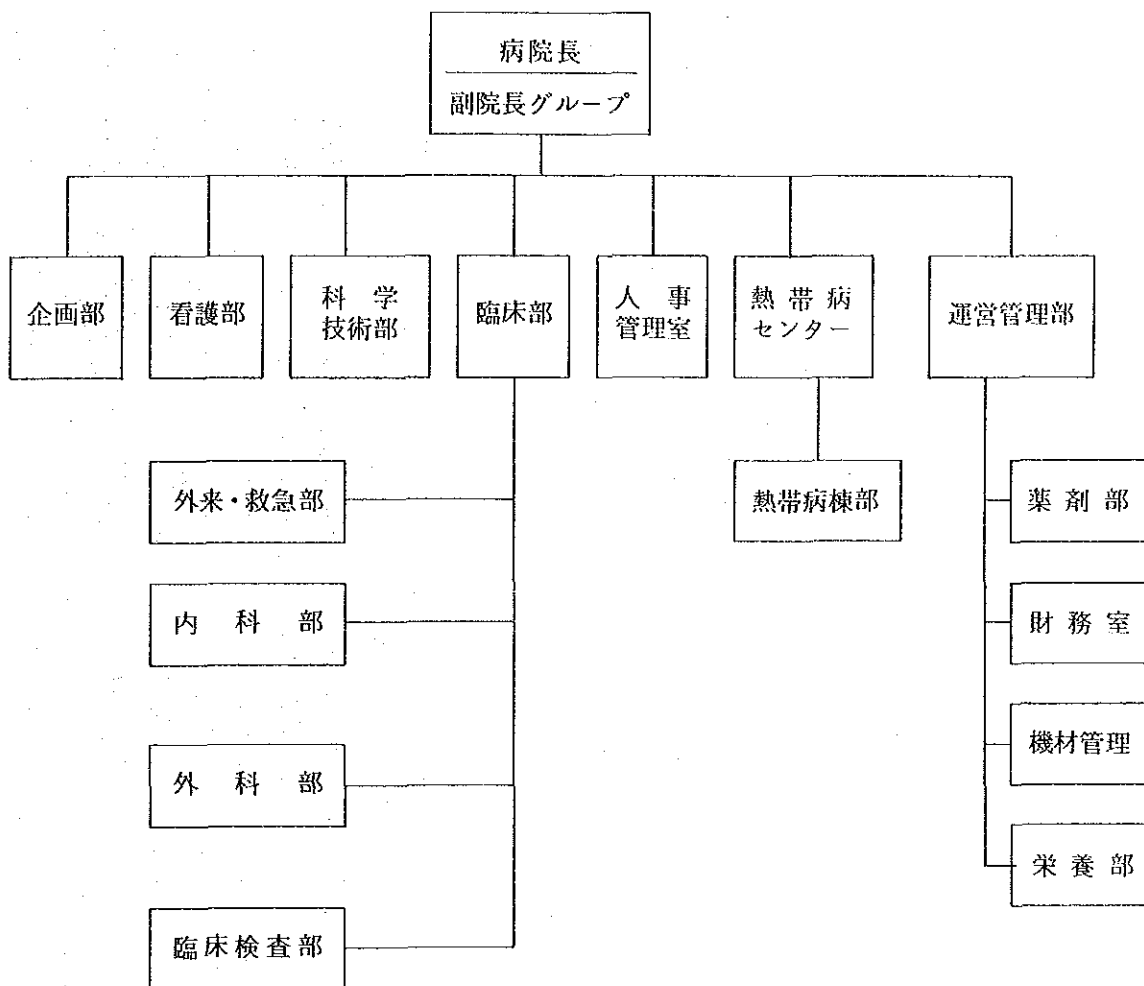 病院長
副院長グループ
企画部
看護部
科学
技術部
臨床部
人事
管理室
熱帯病
センター
運営管理部
外来・救急部
熱帯病棟部
薬剤部
内科部
財務室
外科部
機材管理
臨床検査部
栄養部